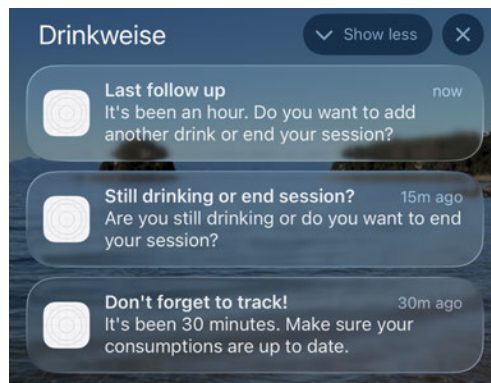 Drinkweise
Show less
Last follow up
now
It's been an hour. Do you want to add
another drink or end your session?
Still drinking or end session?
15m ago
Are you still drinking or do you want to end
your session?
Don't forget to track!
30m ago
It's been 30 minutes. Make sure your
consumptions are up to date.